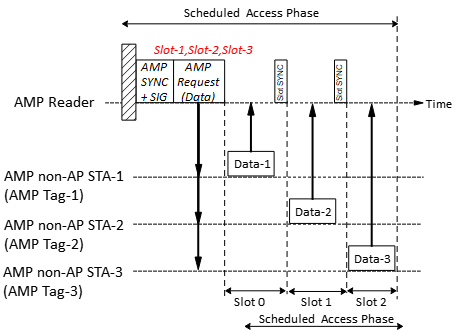 Scheduled Access Phase
Slot-1,Slot-2,Slot-3
AMP
SYNC
+ SIG
AMP
Request
(Data)
Slot SYNC
Slot SYNC
AMP Reader
Time
Data-1
AMP non-AP STA-1
(AMP Tag-1)
Data-2
AMP non-AP STA-2
(AMP Tag-2)
Data-3
AMP non-AP STA-3
(AMP Tag-3)
Slot 0
Slot 1
Slot 2
Scheduled Access Phase